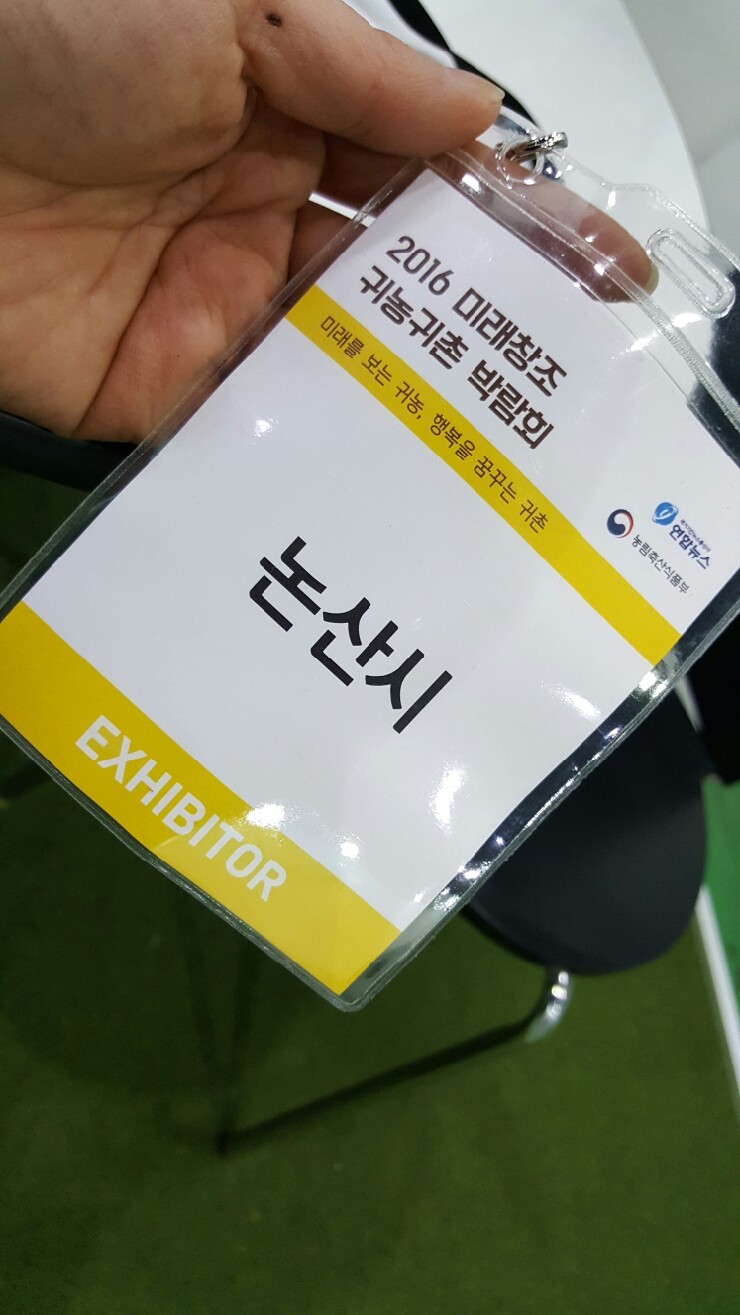 2016 미래창조
귀농귀촌 박람회
미래를 보는 귀농, 행복을 꿈꾸는 귀촌
연합뉴스
농림축산식품부
논산시
EXHIBITOR